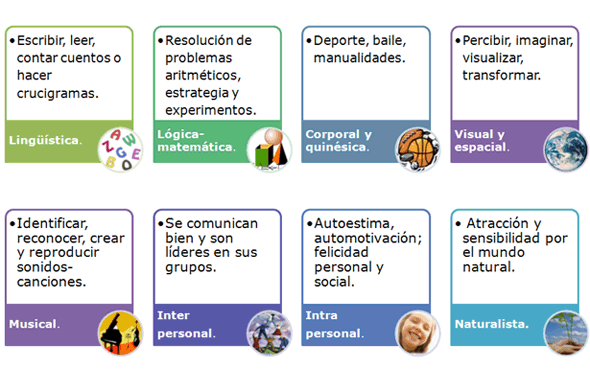 •Escribir, leer,
contar cuentos o
hacer
crucigramas.
Lingüística.
•Resolución de
problemas
aritméticos,
estrategia y
experimentos.
Lógica-
matemática.
•Deporte, baile,
manualidades.
Corporal y
quinésica.
•Percibir, imaginar,
visualizar,
transformar.
Visual y
espacial.
•Identificar,
reconocer, crear
y reproducir
sonidos-
canciones.
Musical.
•Se comunican
bien y son
líderes en sus
grupos.
Inter
personal.
•Autoestima,
automotivación;
felicidad
personal y
social.
Intra
personal.
• Atracción y
sensibilidad por
el mundo
natural.
Naturalista.